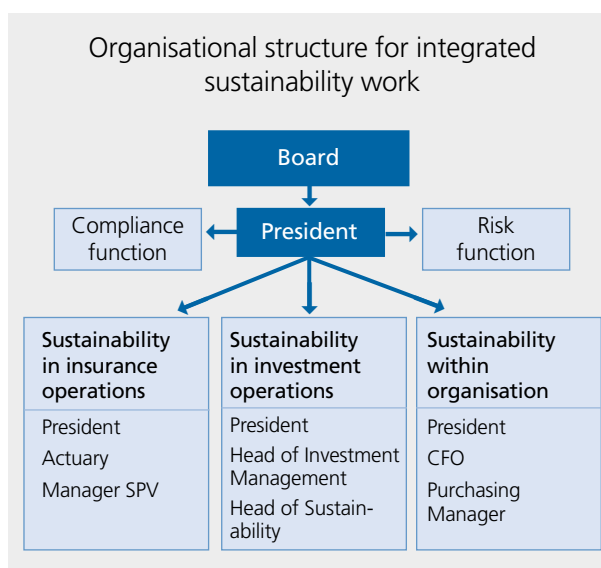 Organisational structure for integrated
sustainability work
Board
Compliance
function
President
Risk
function
Sustainability
in insurance
operations
President
Actuary
Manager SPV
Sustainability
in investment
operations
President
Head of Investment
Management
Head of Sustain-
ability
Sustainability
within
organisation
President
CFO
Purchasing
Manager